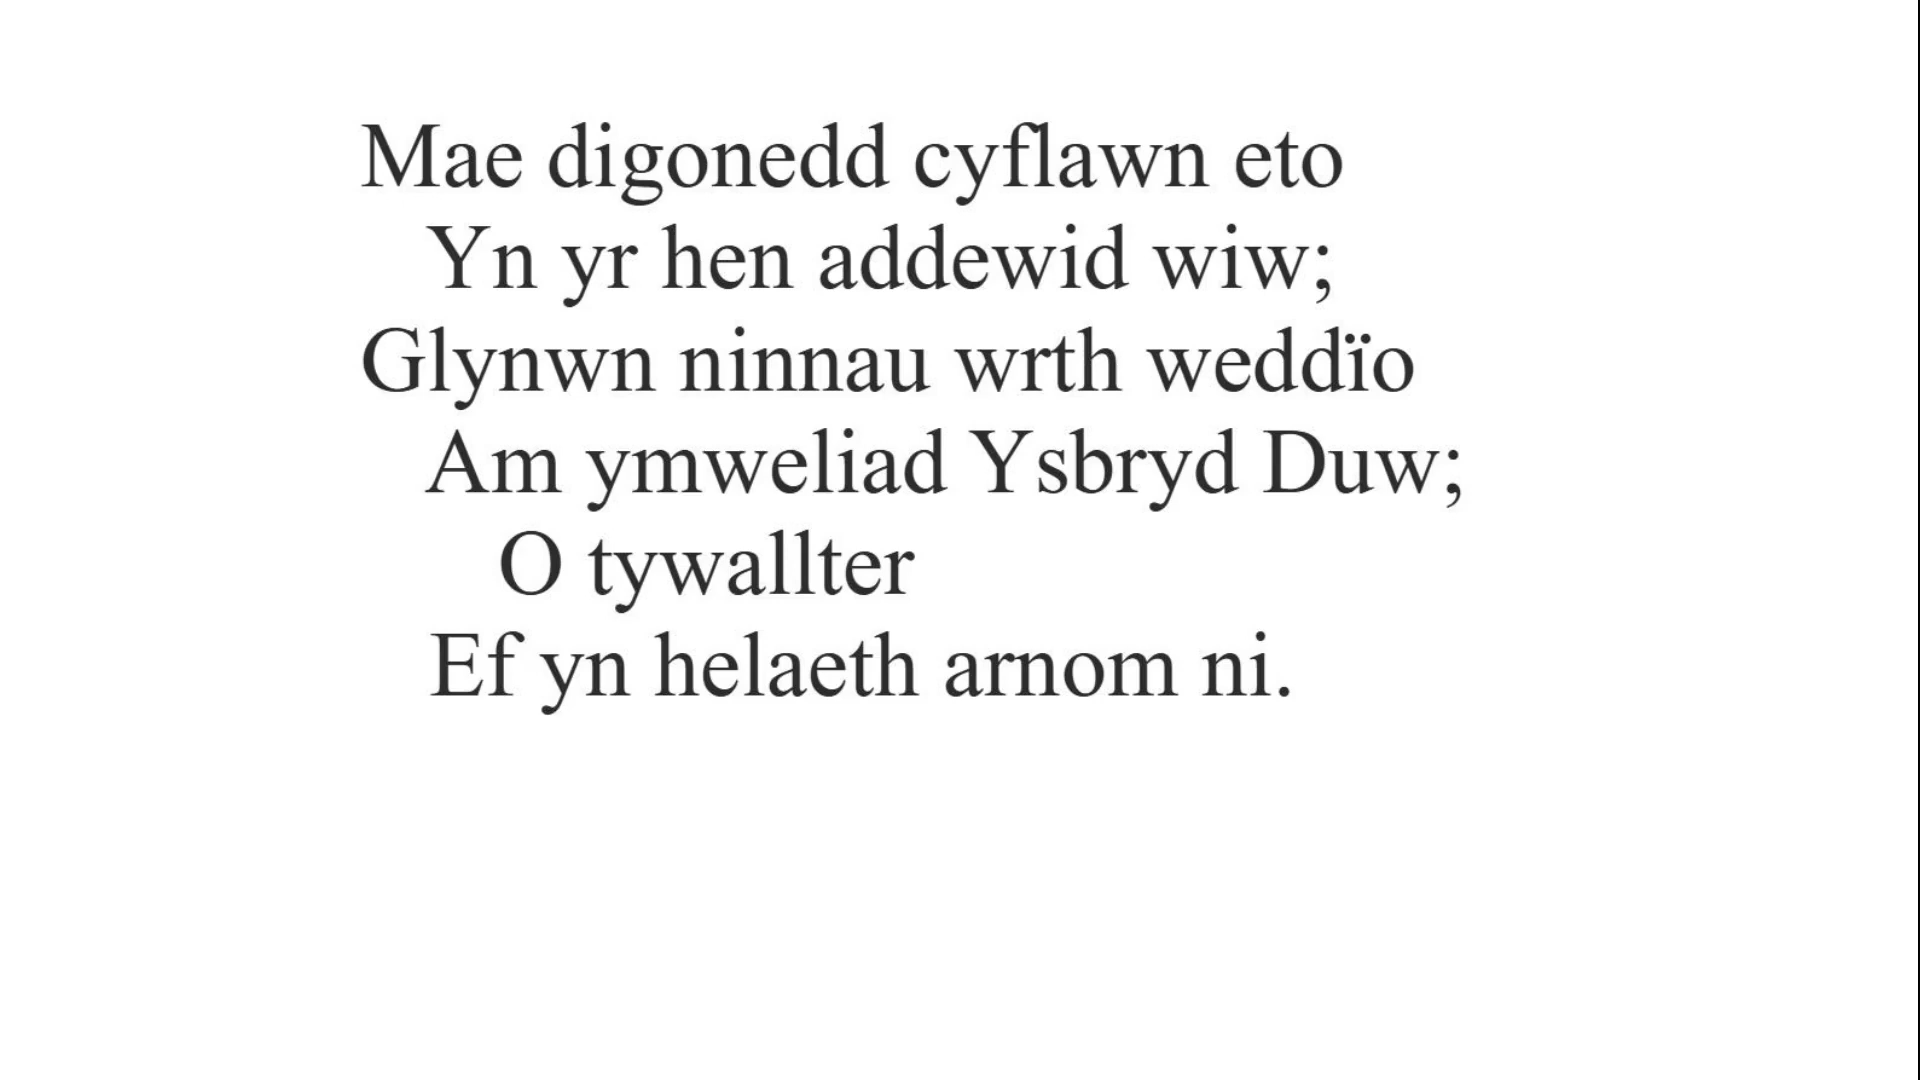 Mae digonedd cyflawn eto
Yn yr hen addewid wiw;
Glynwn ninnau wrth weddïo
Am ymweliad Ysbryd Duw;
O tywallter
Ef yn helaeth arnom ni.